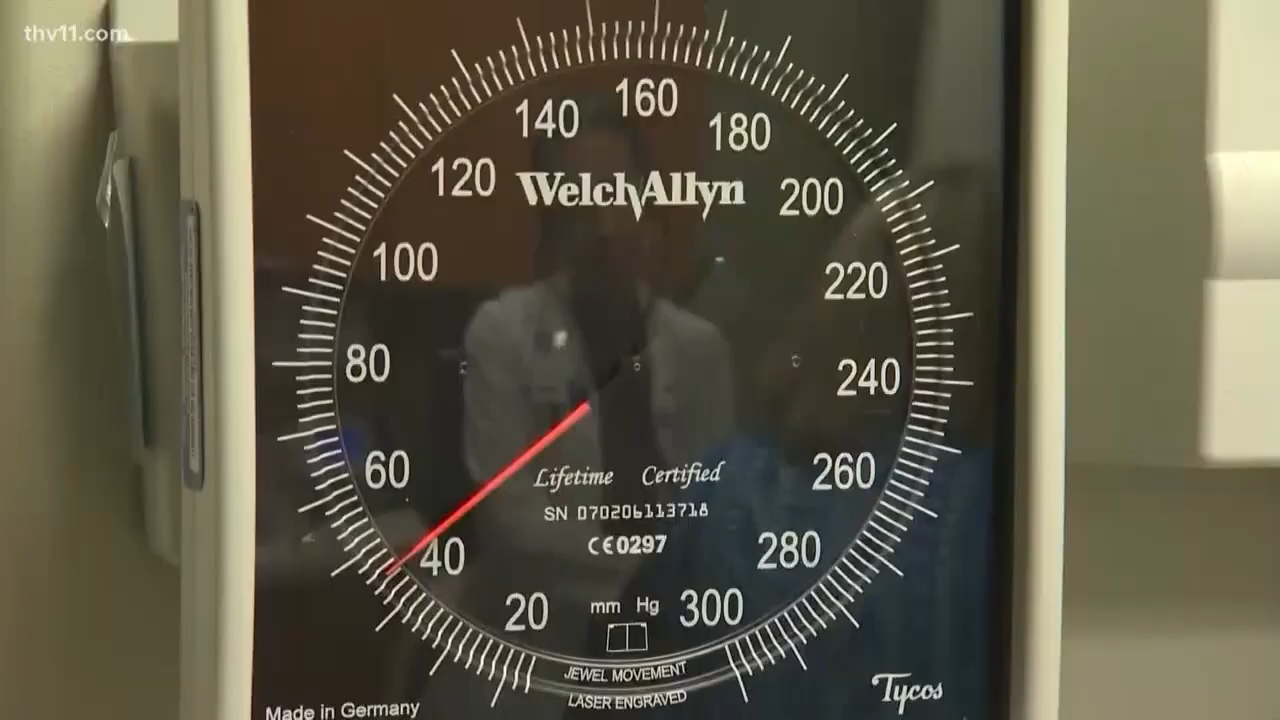 thv11.com
160
140
180
120
WelchAllyn
200
100
220
80
240
60
Lifetime Certified
260
SN 070206113718
CE0297
40
280
20
mm Hg
300
JEWEL MOVEMENT
LASER ENGRAVED
Tycos
Made in Germany